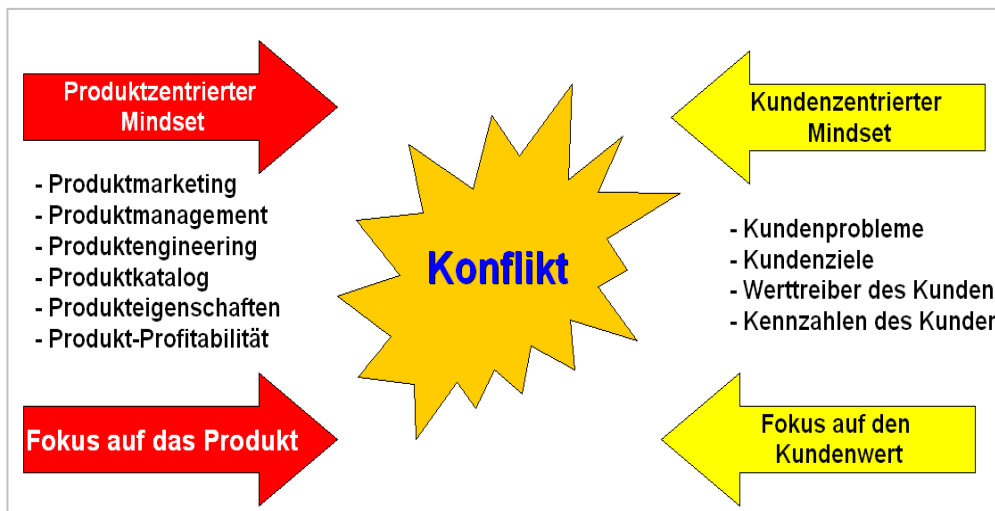 Produktzentrierter
Mindset
- Produktmarketing
- Produktmanagement
- Produktengineering
- Produktkatalog
- Produkteigenschaften
- Produkt-Profitabilität
Fokus auf das Produkt
Konflikt
Kundenzentrierter
Mindset
- Kundenprobleme
- Kundenziele
- Werttreiber des Kunden
- Kennzahlen des Kunden
Fokus auf den
Kundenwert